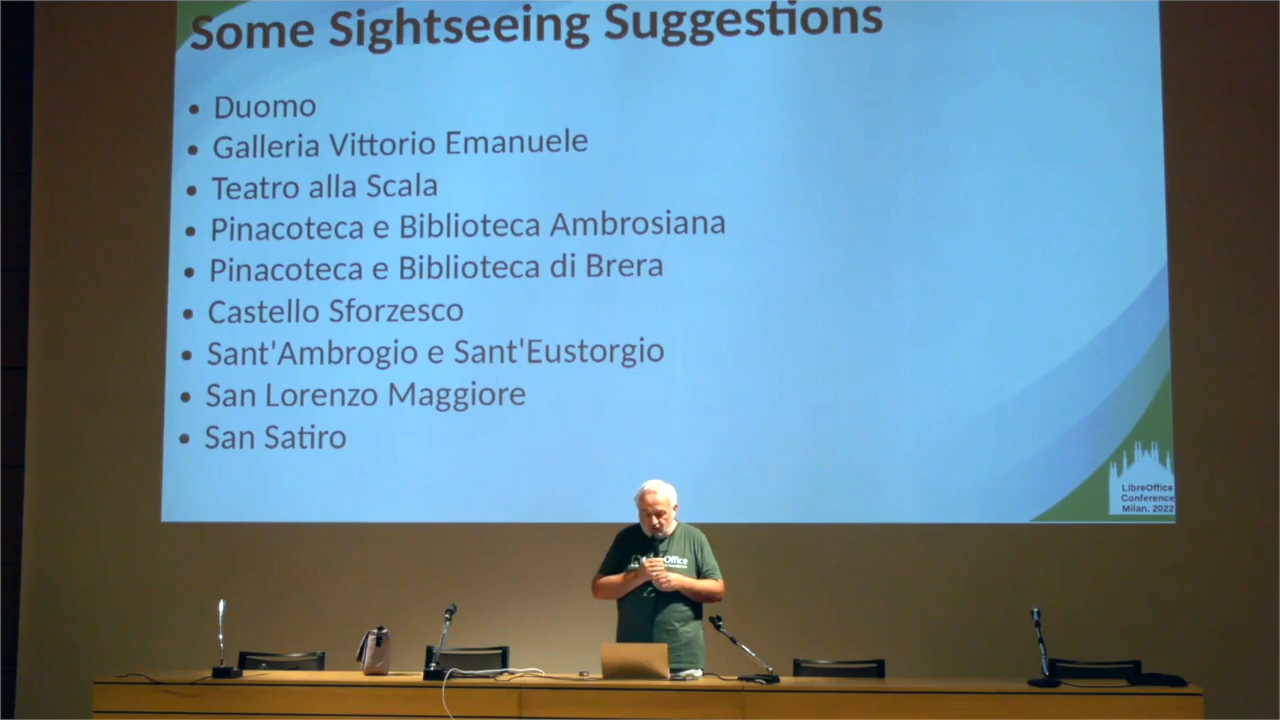 Some Sightseeing Suggestions
• Duomo
• Galleria Vittorio Emanuele
• Teatro alla Scala
• Pinacoteca e Biblioteca Ambrosiana
• Pinacoteca e Biblioteca di Brera
• Castello Sforzesco
• Sant'Ambrogio e Sant'Eustorgio
• San Lorenzo Maggiore
• San Satiro
LibreOffice
Conference
Milan, 2022
Office